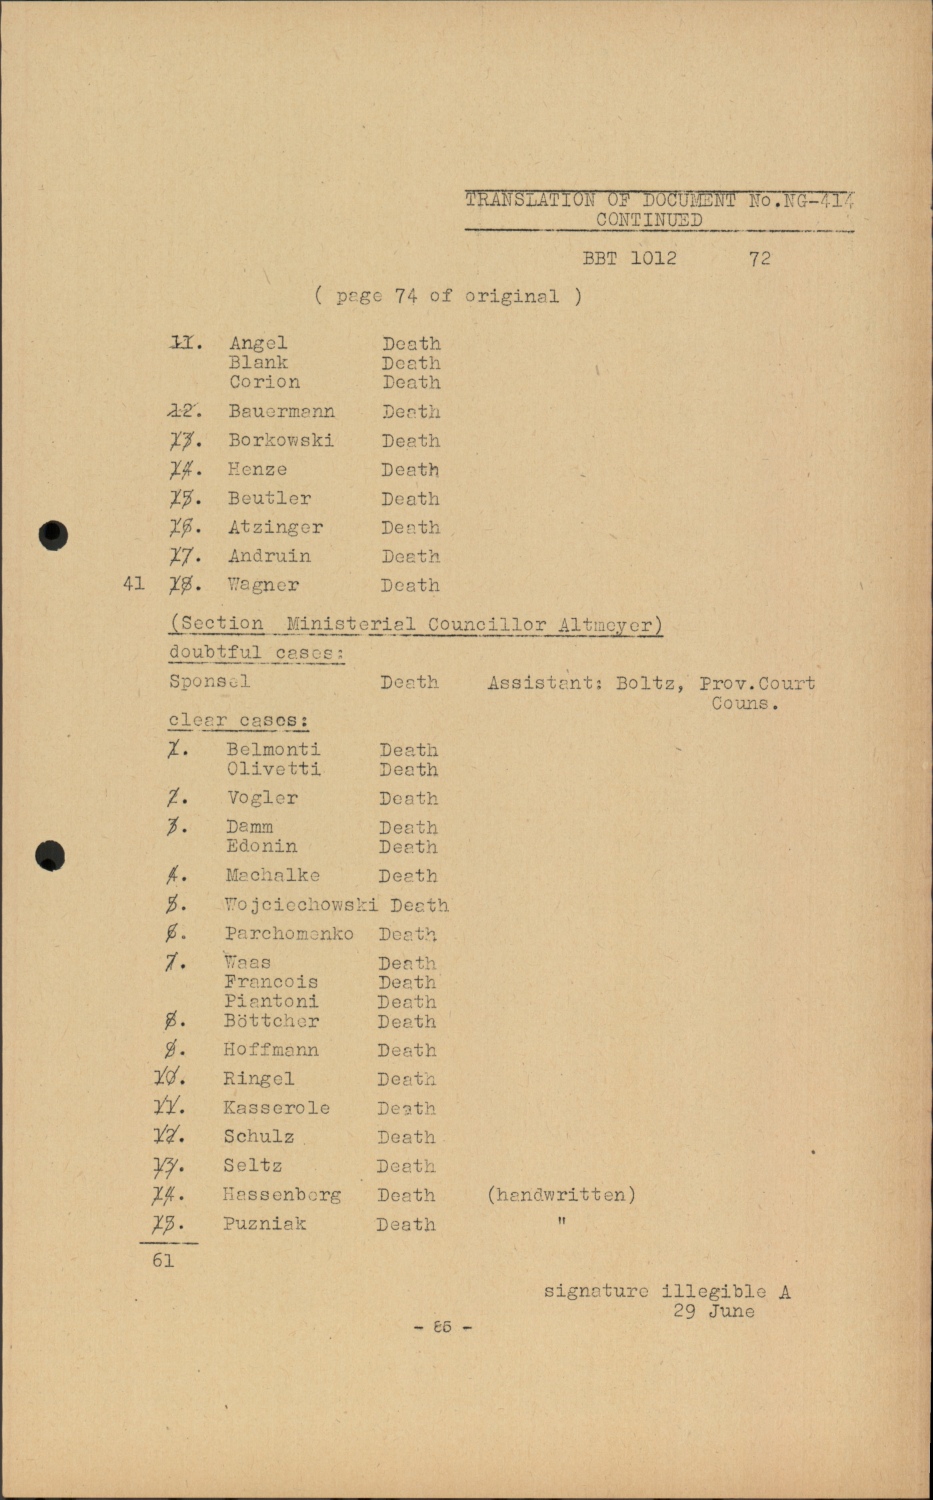 TRANSLATION OF DOCUMENT No.NG-414
CONTINUED
BBT 1012 72
( page 74 of original )
11. Angel Death
Blank Death
Corion Death
12. Bauermann Death
13. Borkowski Death
14. Henze Death
15. Beutler Death
16. Atzinger Death
17. Andruin Death
41 18. Wagner Death
(Section Ministerial Councillor Altmeyer)
doubtful cases:
Sponsel Death Assistant: Boltz, Prov.Court
Couns.
clear cases:
1. Belmonti Death
Olivetti Death
2. Vogler Death
3. Damm Death
Edonin Death
4. Machalke Death
5. Wojciechowski Death
6. Parchomenko Death
7. Waas Death
Francois Death
Piantoni Death
8. Böttcher Death
9. Hoffmann Death
10. Ringel Death
11. Kasserole Death
12. Schulz Death
13. Seltz Death
14. Hassenberg Death (handwritten)
15. Puzniak Death "
61
signature illegible A
29 June
- 85 -